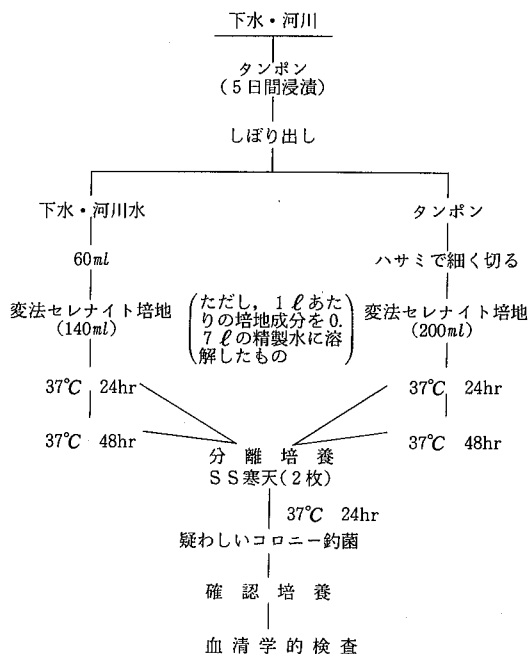 下水・河川
タンポン
(5日間浸漬)
しぼり出し
下水・河川水
60ml
変法セレナイト培地
(140ml)
37℃ 24hr
37℃ 48hr
(ただし,1ℓあた
りの培地成分を0.
7ℓの精製水に溶
解したもの)
タンポン
ハサミで細く切る
変法セレナイト培地
(200ml)
37℃ 24hr
37℃ 48hr
分離培養
SS寒天(2枚)
37℃ 24hr
疑わしいコロニー釣菌
確認培養
血清学的検査